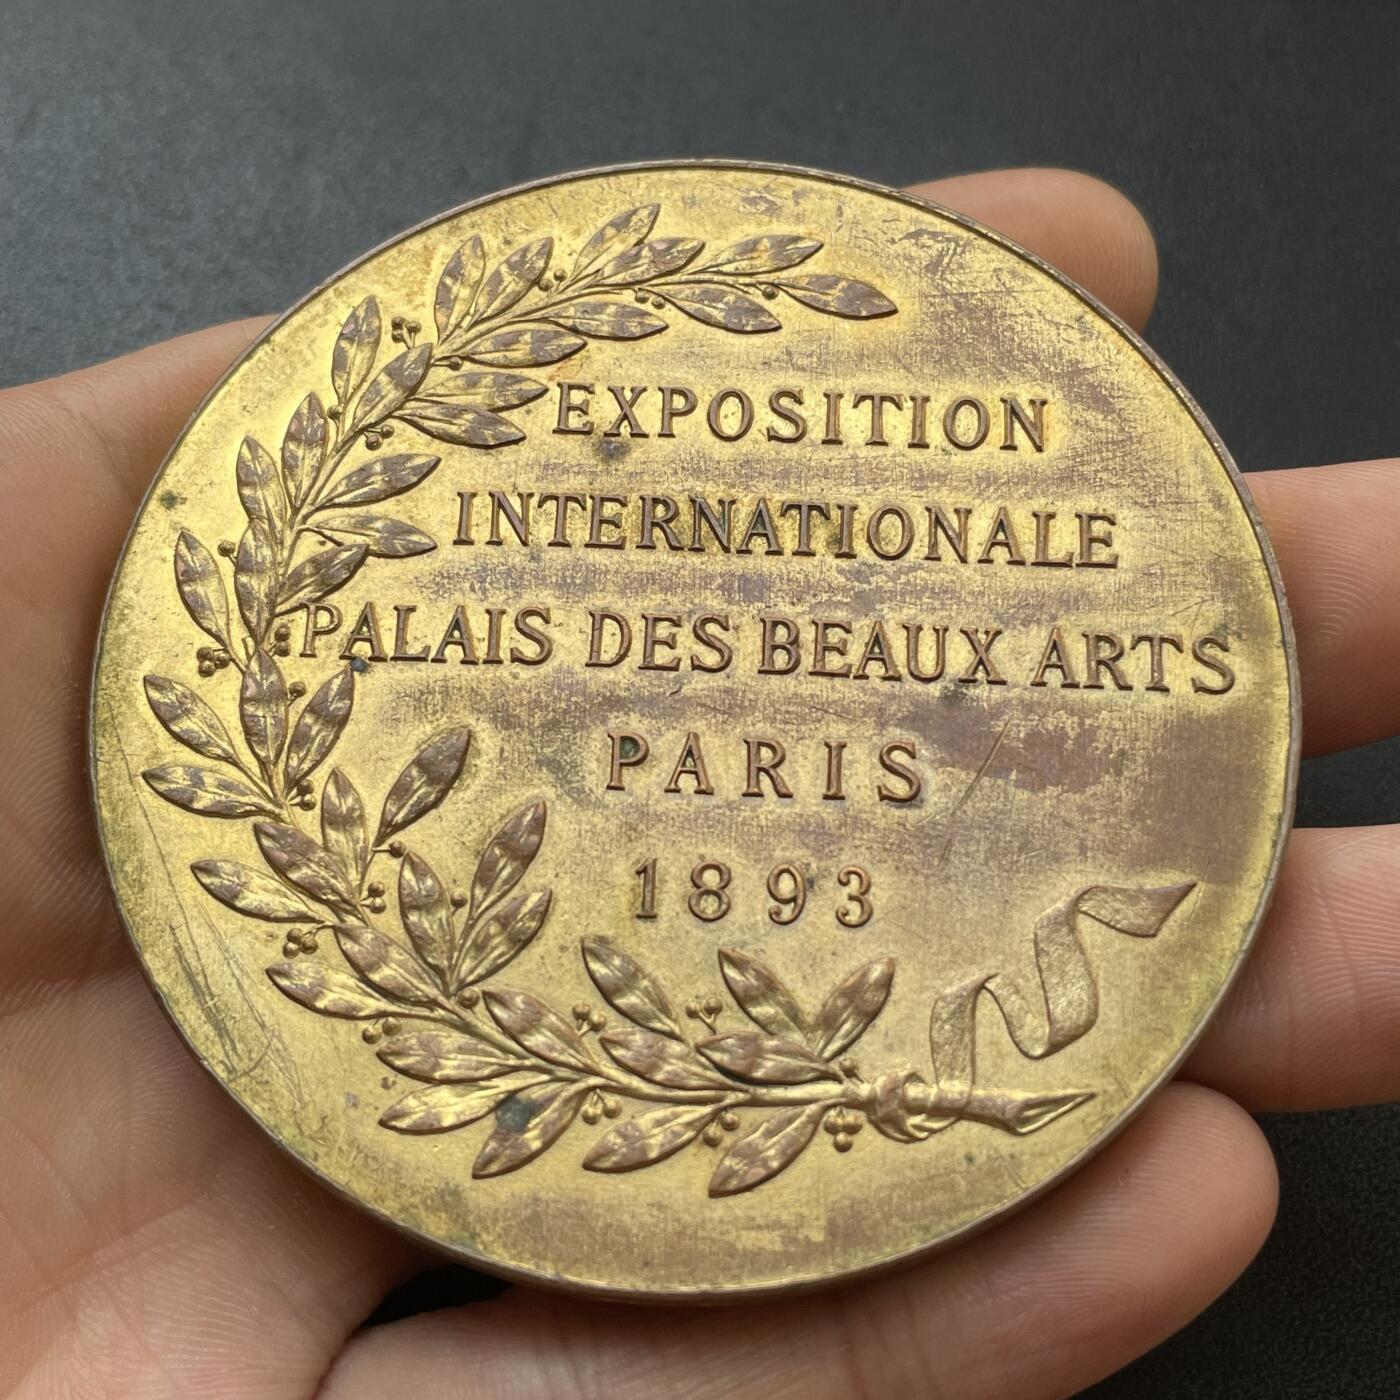 EXPOSITION
INTERNATIONALE
PALAIS DES BEAUX ARTS
PARIS
1893